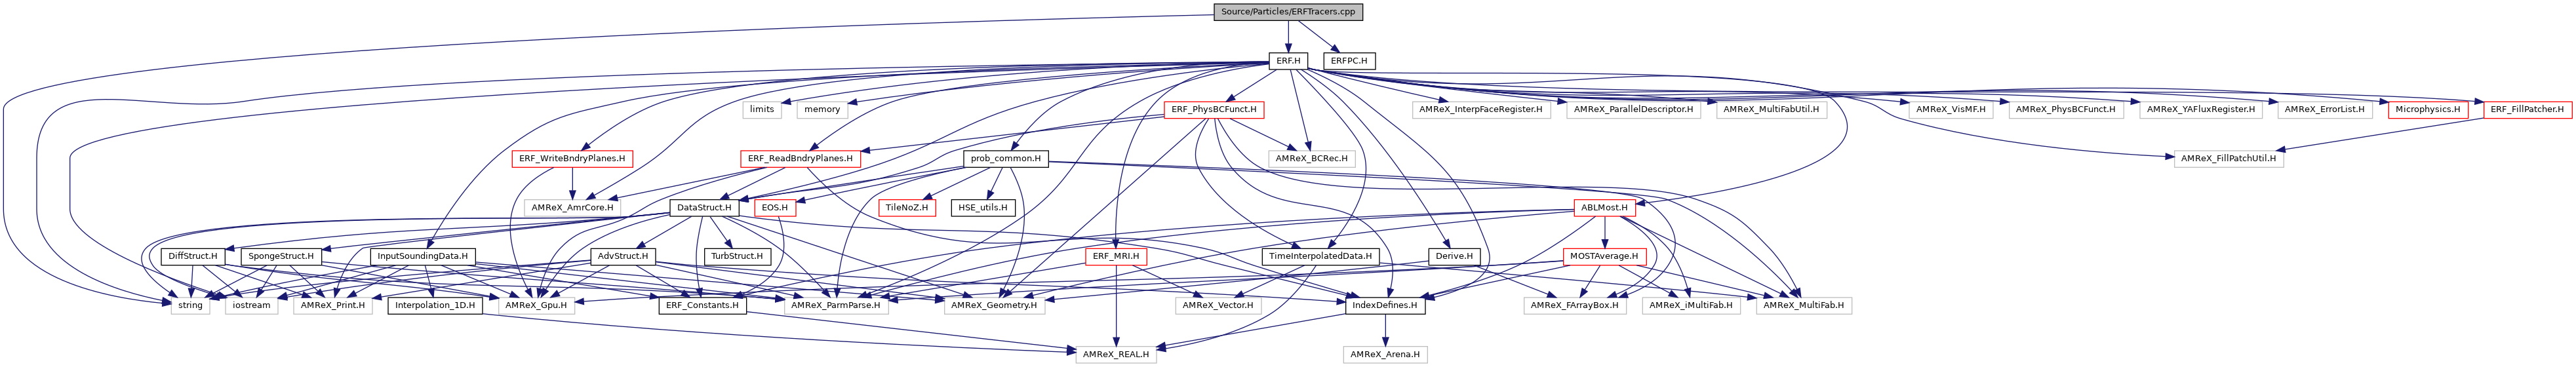 Source/Particles/ERFTracers.cpp
ERF.H
ERFPC.H
limits
memory
ERF_PhysBCFunct.H
AMReX_InterpFaceRegister.H
AMReX_ParallelDescriptor.H
AMReX_MultiFabUtil.H
AMReX_VisMF.H
AMReX_PhysBCFunct.H
AMReX_YAFluxRegister.H
AMReX_ErrorList.H
Microphysics.H
ERF_FillPatcher.H
ERF_WriteBndryPlanes.H
ERF_ReadBndryPlanes.H
prob_common.H
AMReX_BCRec.H
AMReX_FillPatchUtil.H
AMReX_AmrCore.H
DataStruct.H
EOS.H
TileNoZ.H
HSE_utils.H
ABLMost.H
DiffStruct.H
SpongeStruct.H
InputSoundingData.H
AdvStruct.H
TurbStruct.H
ERF_MRI.H
TimeInterpolatedData.H
Derive.H
MOSTAverage.H
string
iostream
AMReX_Print.H
Interpolation_1D.H
AMReX_Gpu.H
ERF_Constants.H
AMReX_ParmParse.H
AMReX_Geometry.H
AMReX_Vector.H
IndexDefines.H
AMReX_FArrayBox.H
AMReX_iMultiFab.H
AMReX_MultiFab.H
AMReX_REAL.H
AMReX_Arena.H